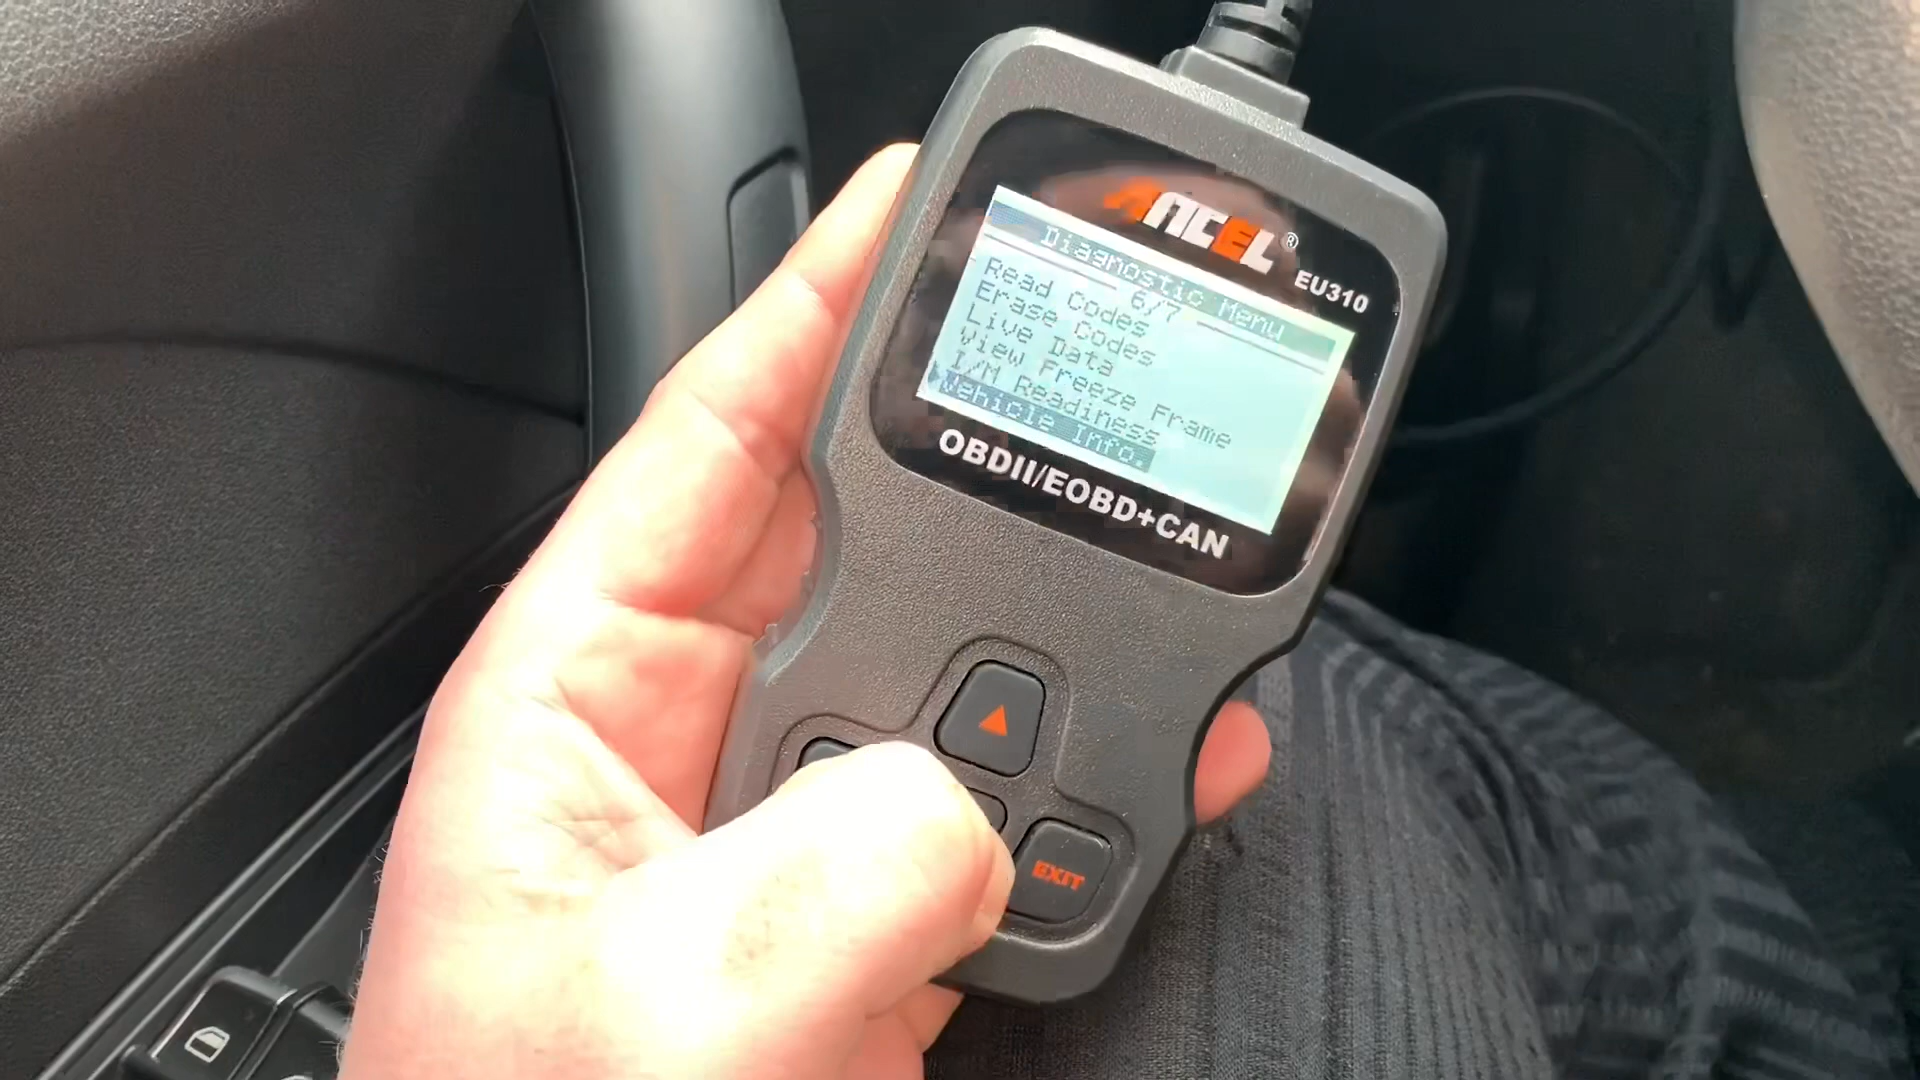 ANCEL®
EU310
Diagnostic Menu
6/7
Read Codes
Erase Codes
Live Data
View Freeze Frame
I/M Readiness
Vehicle Info.
OBDII/EOBD+CAN
EXIT